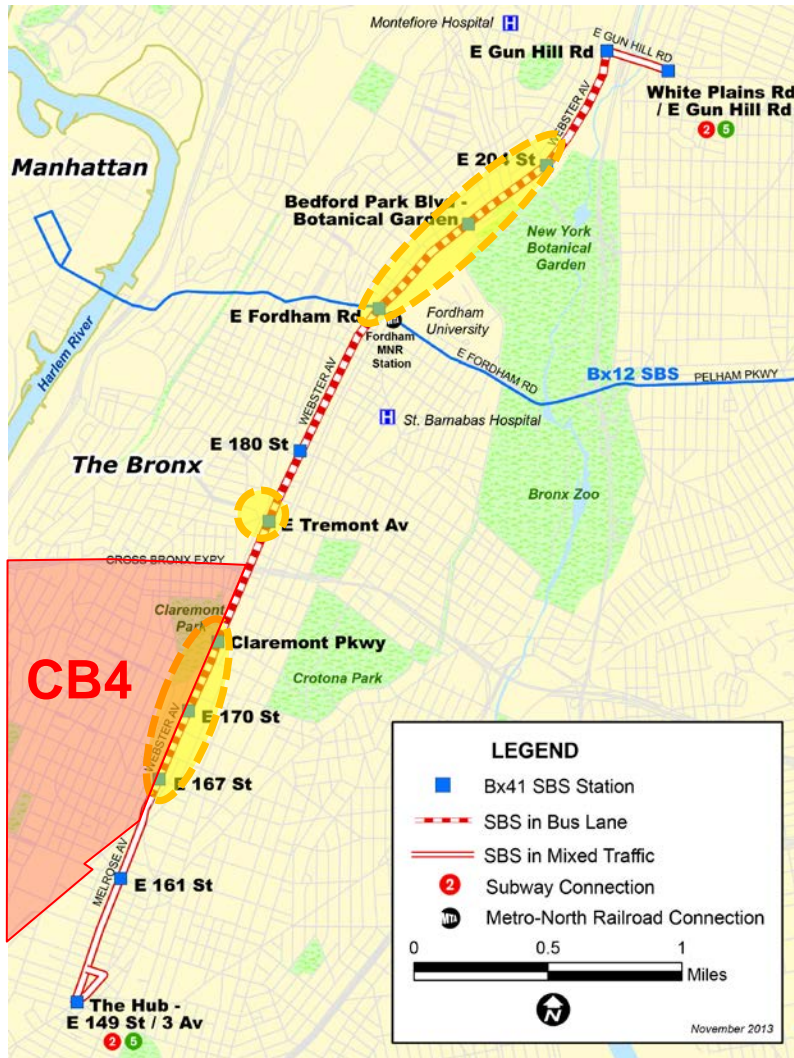 Montefiore Hospital H
E GUN HILL RD
E Gun Hill Rd
White Plains Rd
/ E Gun Hill Rd
2 5
WEBSTER AV
Manhattan
E 204 St
Bedford Park Blvd -
Botanical Garden
New York
Botanical
Garden
E Fordham Rd
Fordham
University
MTA
Fordham
MNR
Station
Harlem River
E FORDHAM RD
Bx12 SBS
PELHAM PKWY
WEBSTER AV
H St. Barnabas Hospital
E 180 St
The Bronx
Bronx Zoo
E Tremont Av
CROSS BRONX EXPY
Claremont
Park
Claremont Pkwy
CB4
Crotona Park
E 170 St
WEBSTER AV
E 167 St
MELROSE AV
E 161 St
The Hub -
E 149 St / 3 Av
2 5
LEGEND
Bx41 SBS Station
SBS in Bus Lane
SBS in Mixed Traffic
2 Subway Connection
MTA Metro-North Railroad Connection
0 0.5 1
Miles
N
November 2013